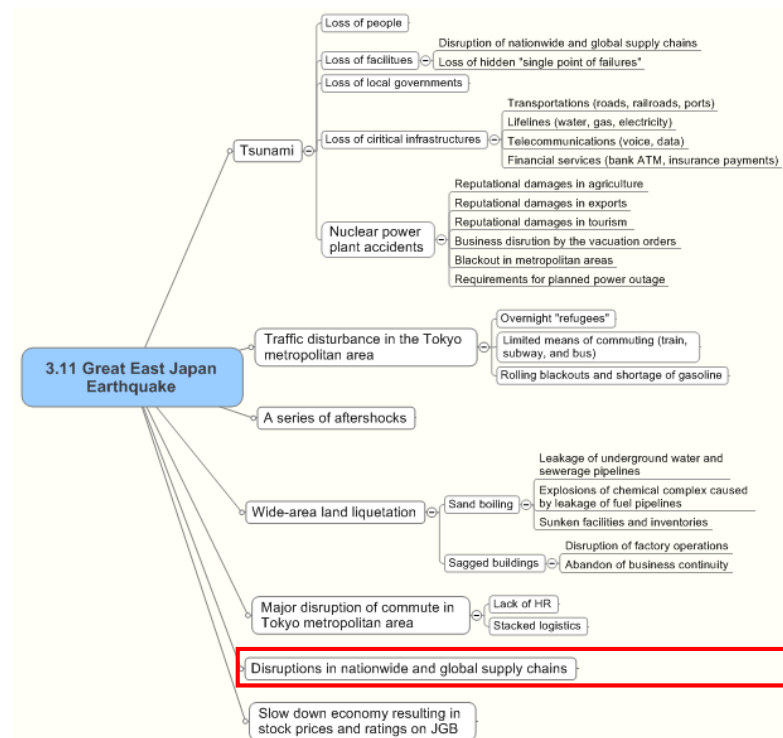 3.11 Great East Japan
Earthquake
Tsunami
Loss of people
Loss of facilitues
Disruption of nationwide and global supply chains
Loss of hidden "single point of failures"
Loss of local governments
Loss of ciritical infrastructures
Transportations (roads, railroads, ports)
Lifelines (water, gas, electricity)
Telecommunications (voice, data)
Financial services (bank ATM, insurance payments)
Nuclear power
plant accidents
Reputational damages in agriculture
Reputational damages in exports
Reputational damages in tourism
Business disrution by the vacuation orders
Blackout in metropolitan areas
Requirements for planned power outage
Traffic disturbance in the Tokyo
metropolitan area
Overnight "refugees"
Limited means of commuting (train,
subway, and bus)
Rolling blackouts and shortage of gasoline
A series of aftershocks
Wide-area land liquetation
Sand boiling
Leakage of underground water and
sewerage pipelines
Explosions of chemical complex caused
by leakage of fuel pipelines
Sunken facilities and inventories
Sagged buildings
Disruption of factory operations
Abandon of business continuity
Major disruption of commute in
Tokyo metropolitan area
Lack of HR
Stacked logistics
Disruptions in nationwide and global supply chains
Slow down economy resulting in
stock prices and ratings on JGB